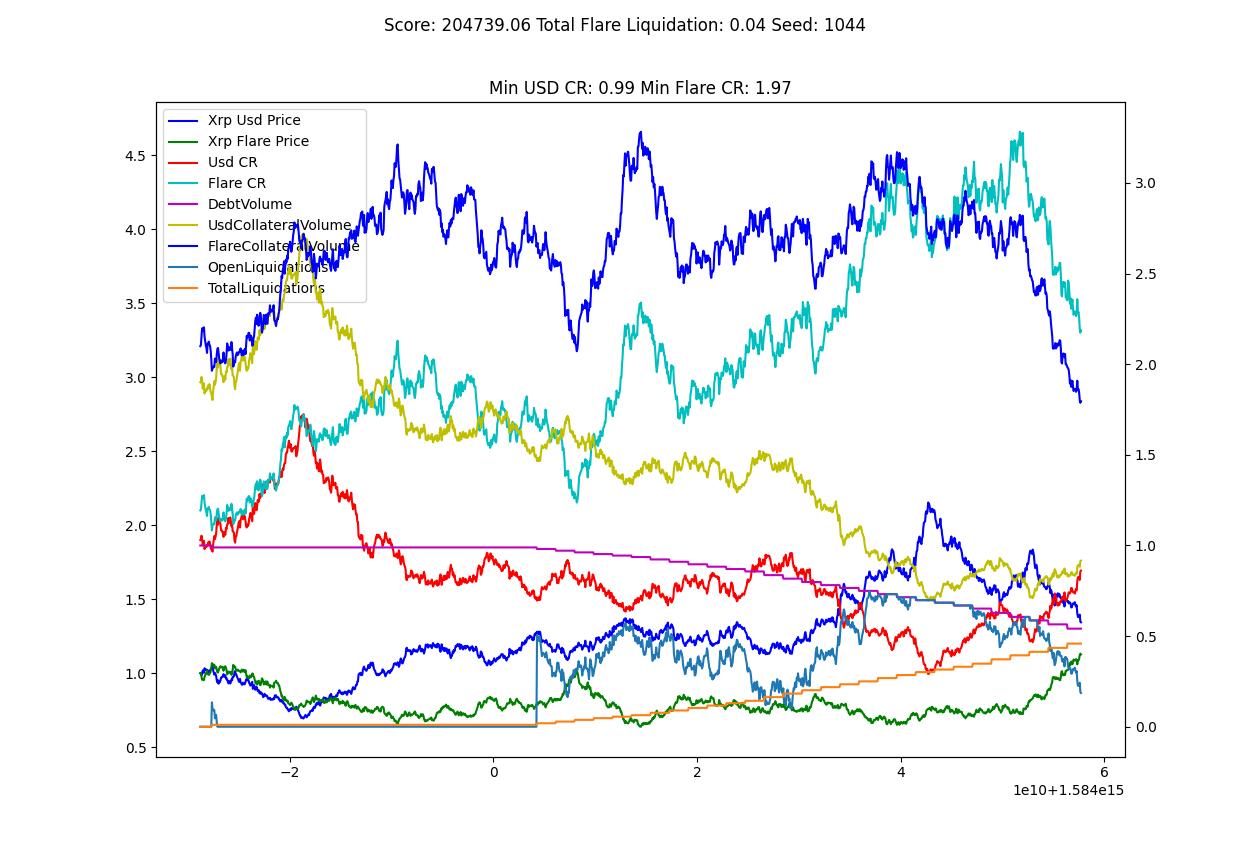 Score: 204739.06 Total Flare Liquidation: 0.04 Seed: 1044
Min USD CR: 0.99 Min Flare CR: 1.97
Xrp Usd Price
Xrp Flare Price
Usd CR
Flare CR
DebtVolume
UsdCollateralVolume
FlareCollateralVolume
OpenLiquidations
TotalLiquidations
4.5
4.0
3.5
3.0
2.5
2.0
1.5
1.0
0.5
3.0
2.5
2.0
1.5
1.0
0.5
0.0
−2 0 2 4 6
1e10+1.584e15